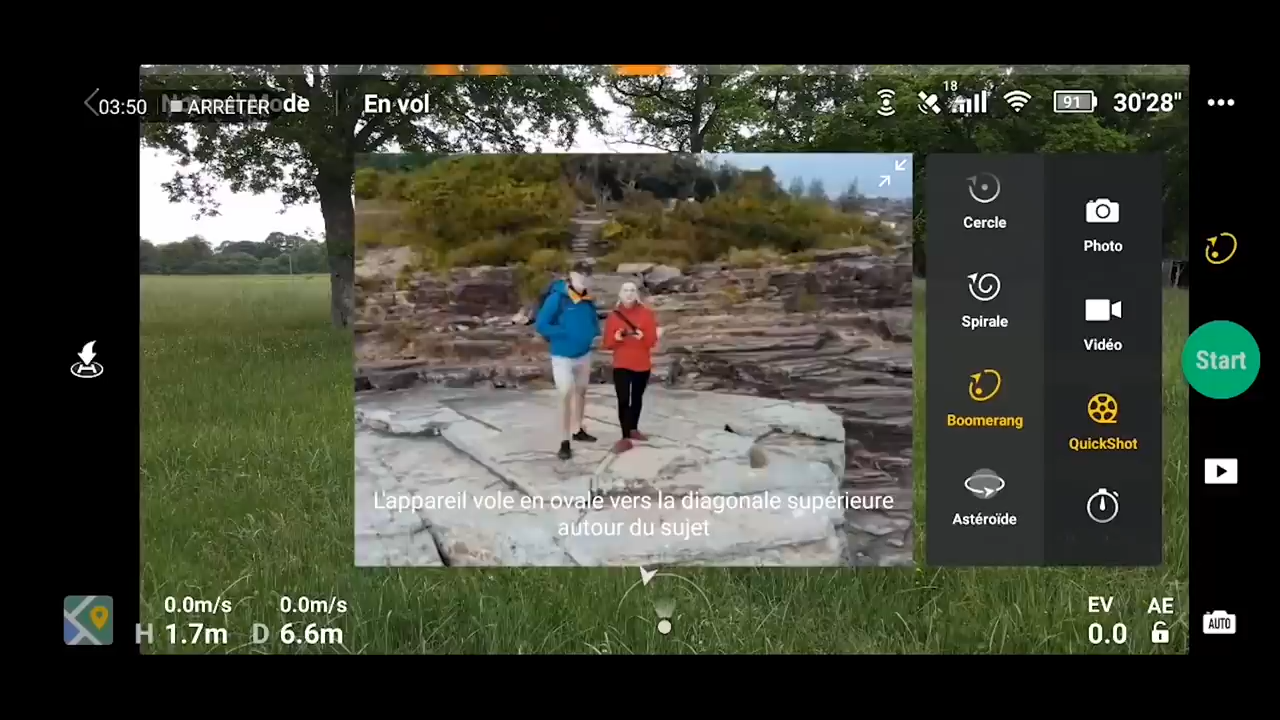 03:50 ARRÊTER de
En vol
18
91
30'28"
Cercle
Spirale
Boomerang
Astéroïde
Photo
Vidéo
QuickShot
Start
L'appareil vole en ovale vers la diagonale supérieure
autour du sujet
0.0m/s 0.0m/s
H 1.7m D 6.6m
EV AE
0.0
AUTO